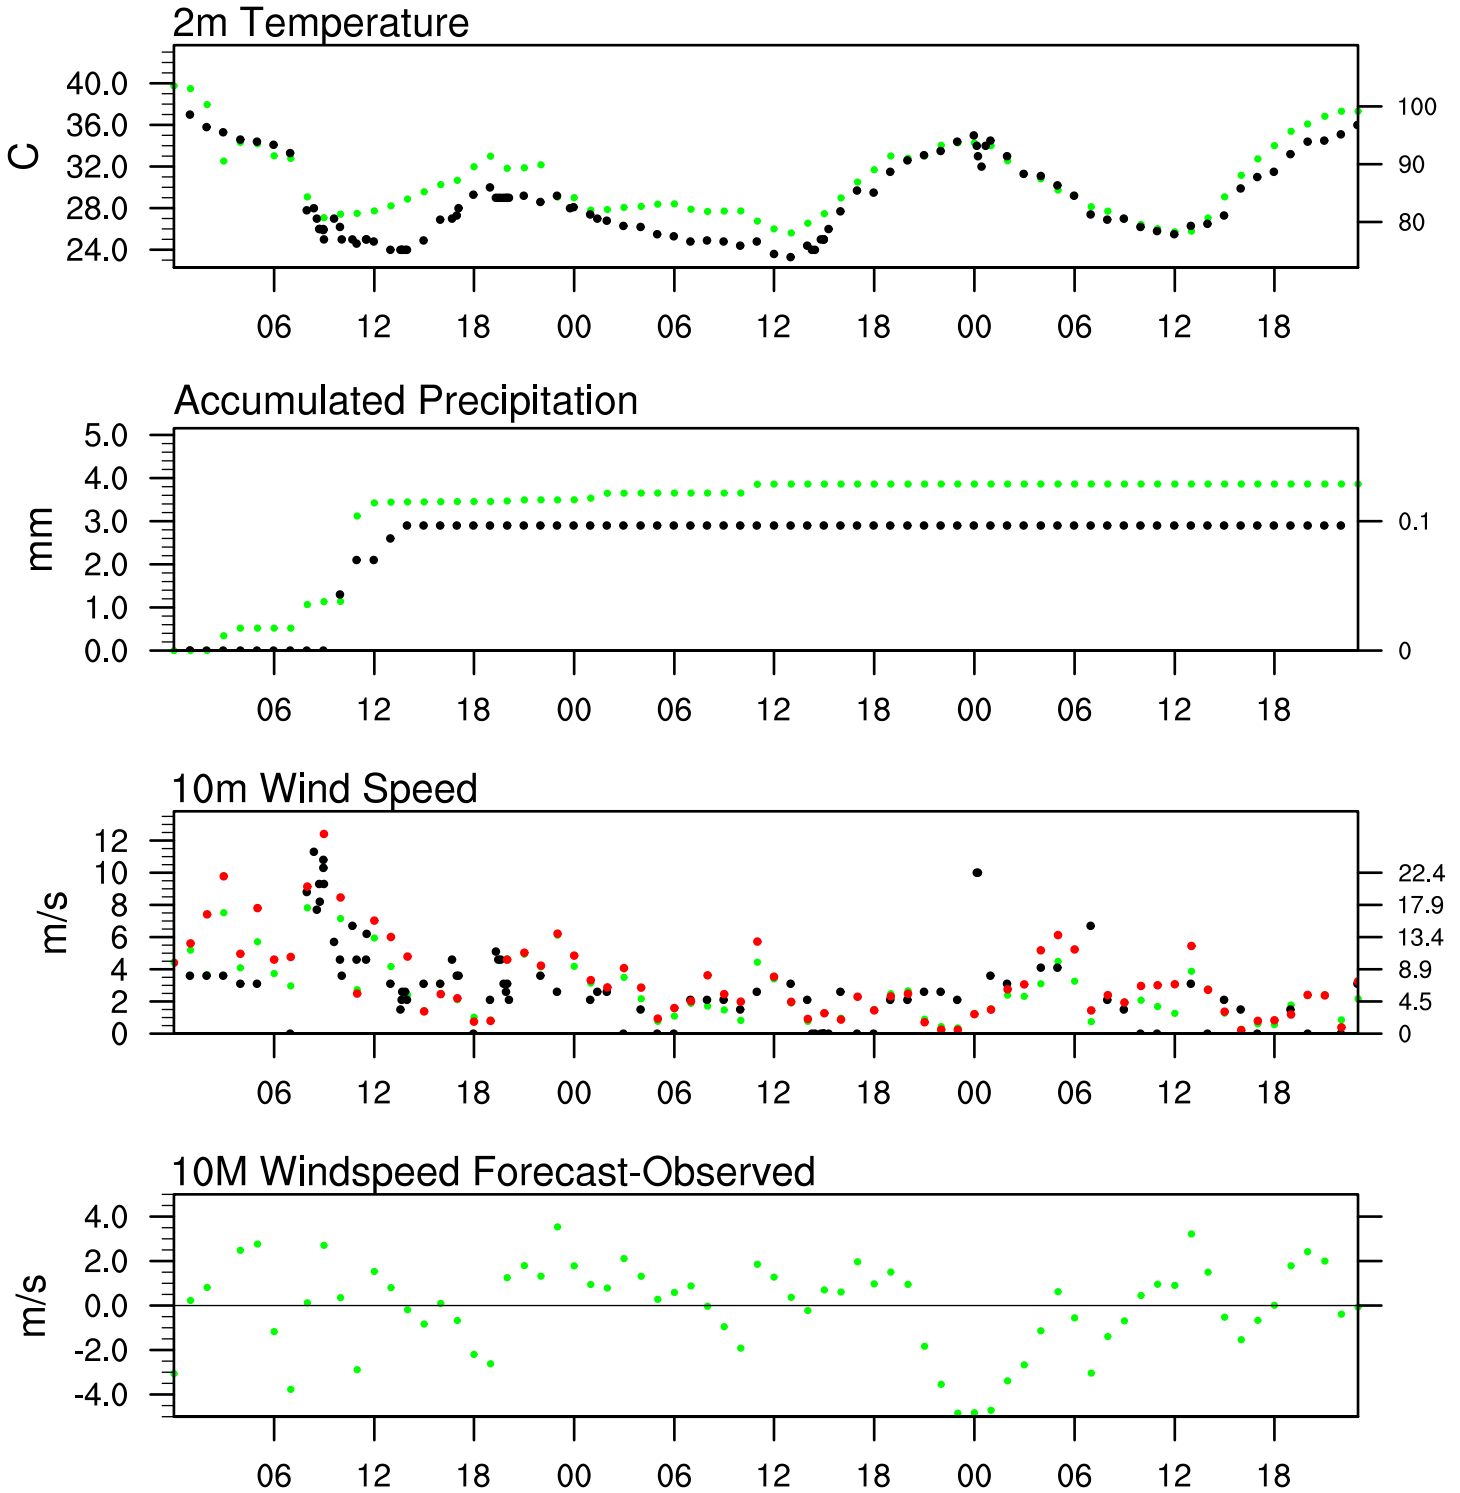 2m Temperature
40.0
36.0
32.0
28.0
24.0
C
100
90
80
06 12 18 00 06 12 18 00 06 12 18
Accumulated Precipitation
5.0
4.0
3.0
2.0
1.0
0.0
mm
0.1
0
06 12 18 00 06 12 18 00 06 12 18
10m Wind Speed
12
10
8
6
4
2
0
m/s
22.4
17.9
13.4
8.9
4.5
0
06 12 18 00 06 12 18 00 06 12 18
10M Windspeed Forecast-Observed
4.0
2.0
0.0
-2.0
-4.0
m/s
06 12 18 00 06 12 18 00 06 12 18